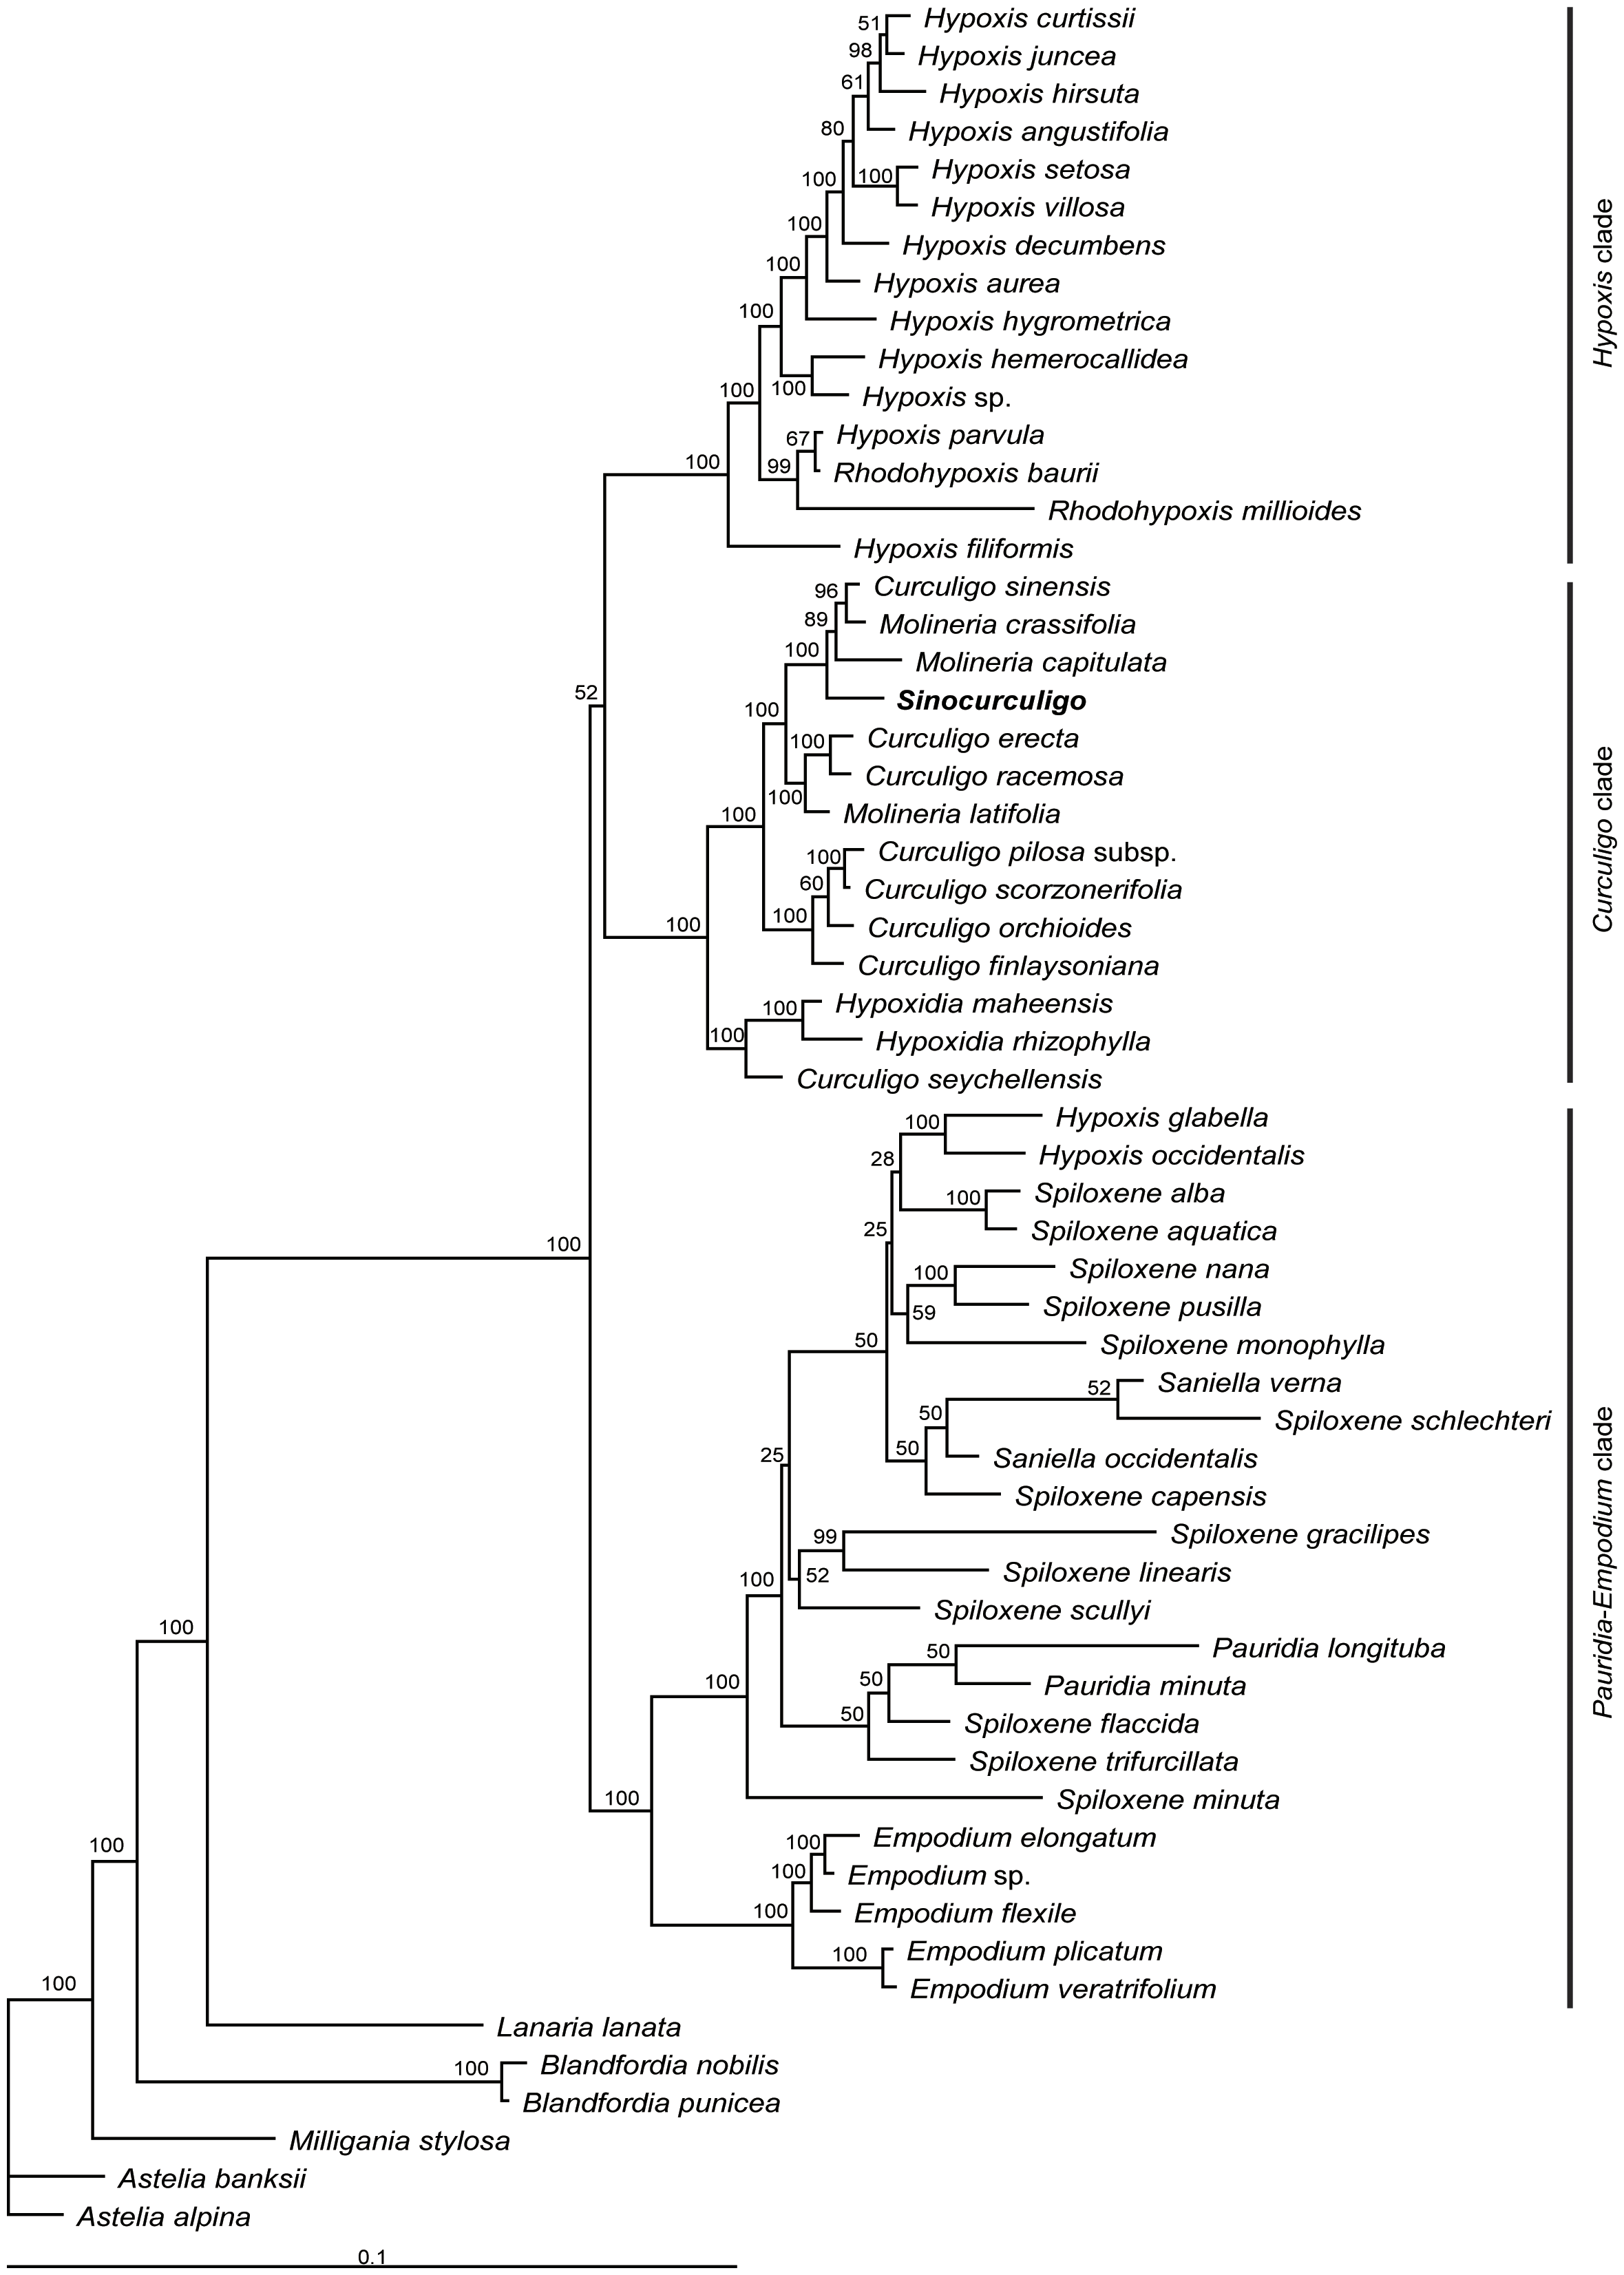 51
Hypoxis curtissii
Hypoxis juncea
98
Hypoxis hirsuta
61
Hypoxis angustifolia
80
Hypoxis setosa
100
100
Hypoxis villosa
100
Hypoxis decumbens
100
Hypoxis aurea
100
Hypoxis hygrometrica
Hypoxis hemerocallidea
100
100
Hypoxis sp.
67
Hypoxis parvula
99
Rhodohypoxis baurii
100
Rhodohypoxis millioides
Hypoxis filiformis
Hypoxis clade
96
Curculigo sinensis
89
Molineria crassifolia
100
Molineria capitulata
52
Sinocurculigo
100
100
Curculigo erecta
Curculigo racemosa
100
100
Molineria latifolia
100
Curculigo pilosa subsp.
60
Curculigo scorzonerifolia
100
100
Curculigo orchioides
Curculigo finlaysoniana
100
Hypoxidia maheensis
100
Hypoxidia rhizophylla
Curculigo seychellensis
Curculigo clade
100
Hypoxis glabella
28
Hypoxis occidentalis
100
Spiloxene alba
25
Spiloxene aquatica
100
100
Spiloxene nana
59
Spiloxene pusilla
50
Spiloxene monophylla
52
Saniella verna
50
Spiloxene schlechteri
25
50
Saniella occidentalis
Spiloxene capensis
99
Spiloxene gracilipes
100
52
Spiloxene linearis
Spiloxene scullyi
100
50
Pauridia longituba
100
50
Pauridia minuta
50
Spiloxene flaccida
Spiloxene trifurcillata
100
Spiloxene minuta
100
100
Empodium elongatum
100
Empodium sp.
100
Empodium flexile
100
Empodium plicatum
100
Empodium veratrifolium
Pauridia-Empodium clade
Lanaria lanata
100
Blandfordia nobilis
Blandfordia punicea
Milligania stylosa
Astelia banksii
Astelia alpina
0.1